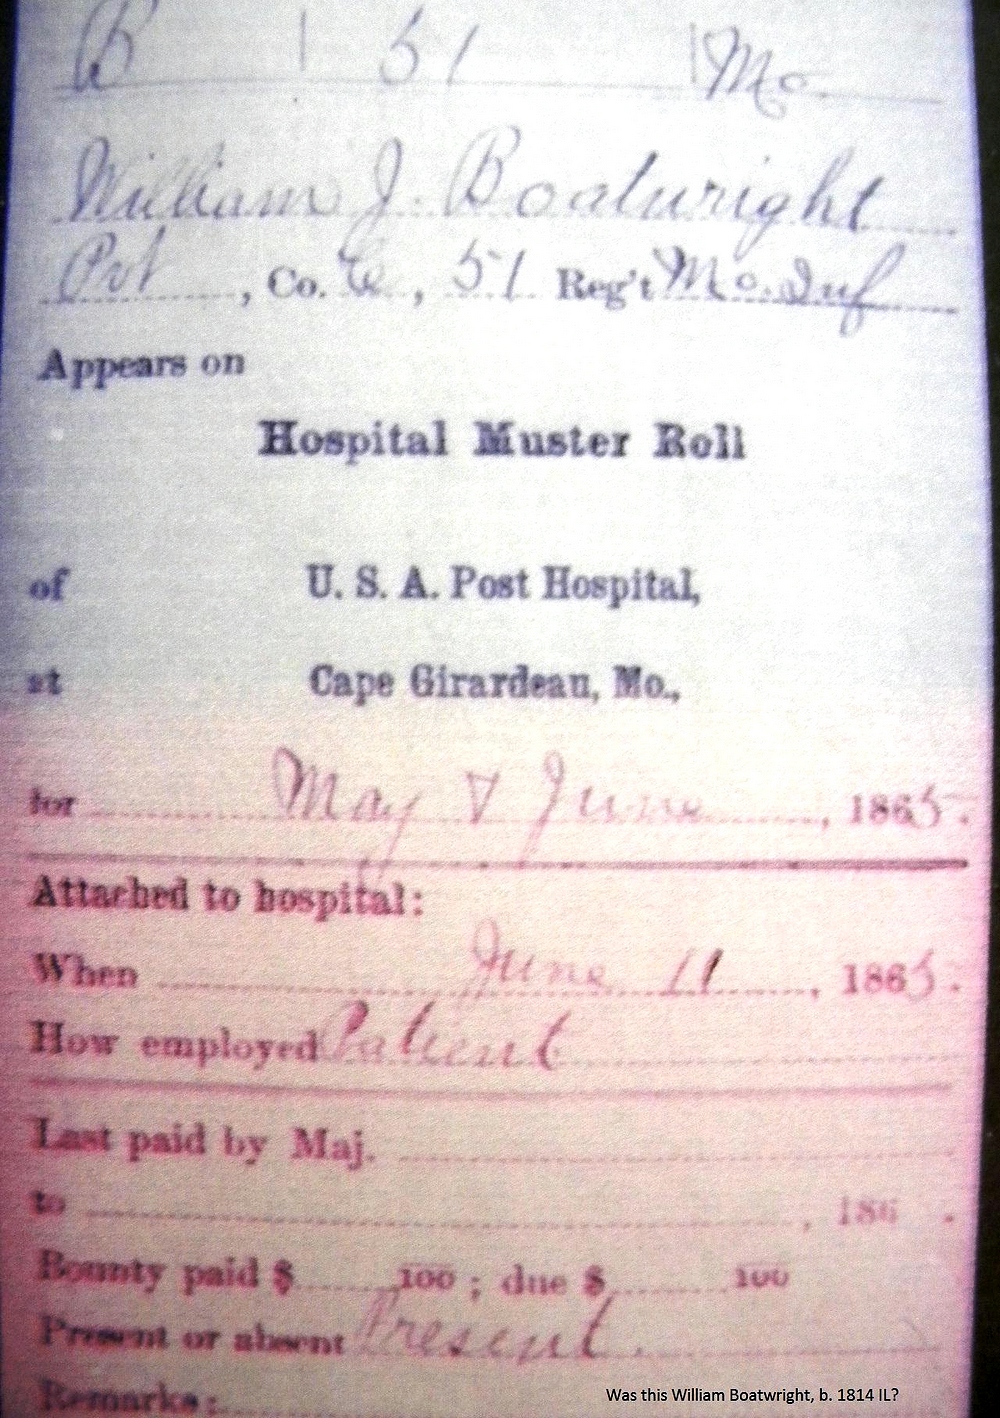 B | 51 | Mo.
William J. Boatwright
Pvt, Co. E, 51 Reg't Mo. Inf
Appears on
Hospital Muster Roll
of U. S. A. Post Hospital,
at Cape Girardeau, Mo.,
for May & June, 1865.
Attached to hospital:
When June 11, 1865.
How employed Patient
Last paid by Maj.
to , 186 .
Bounty paid $ 100 ; due $ 100
Present or absent Present.
Remarks:
Was this William Boatwright, b. 1814 IL?